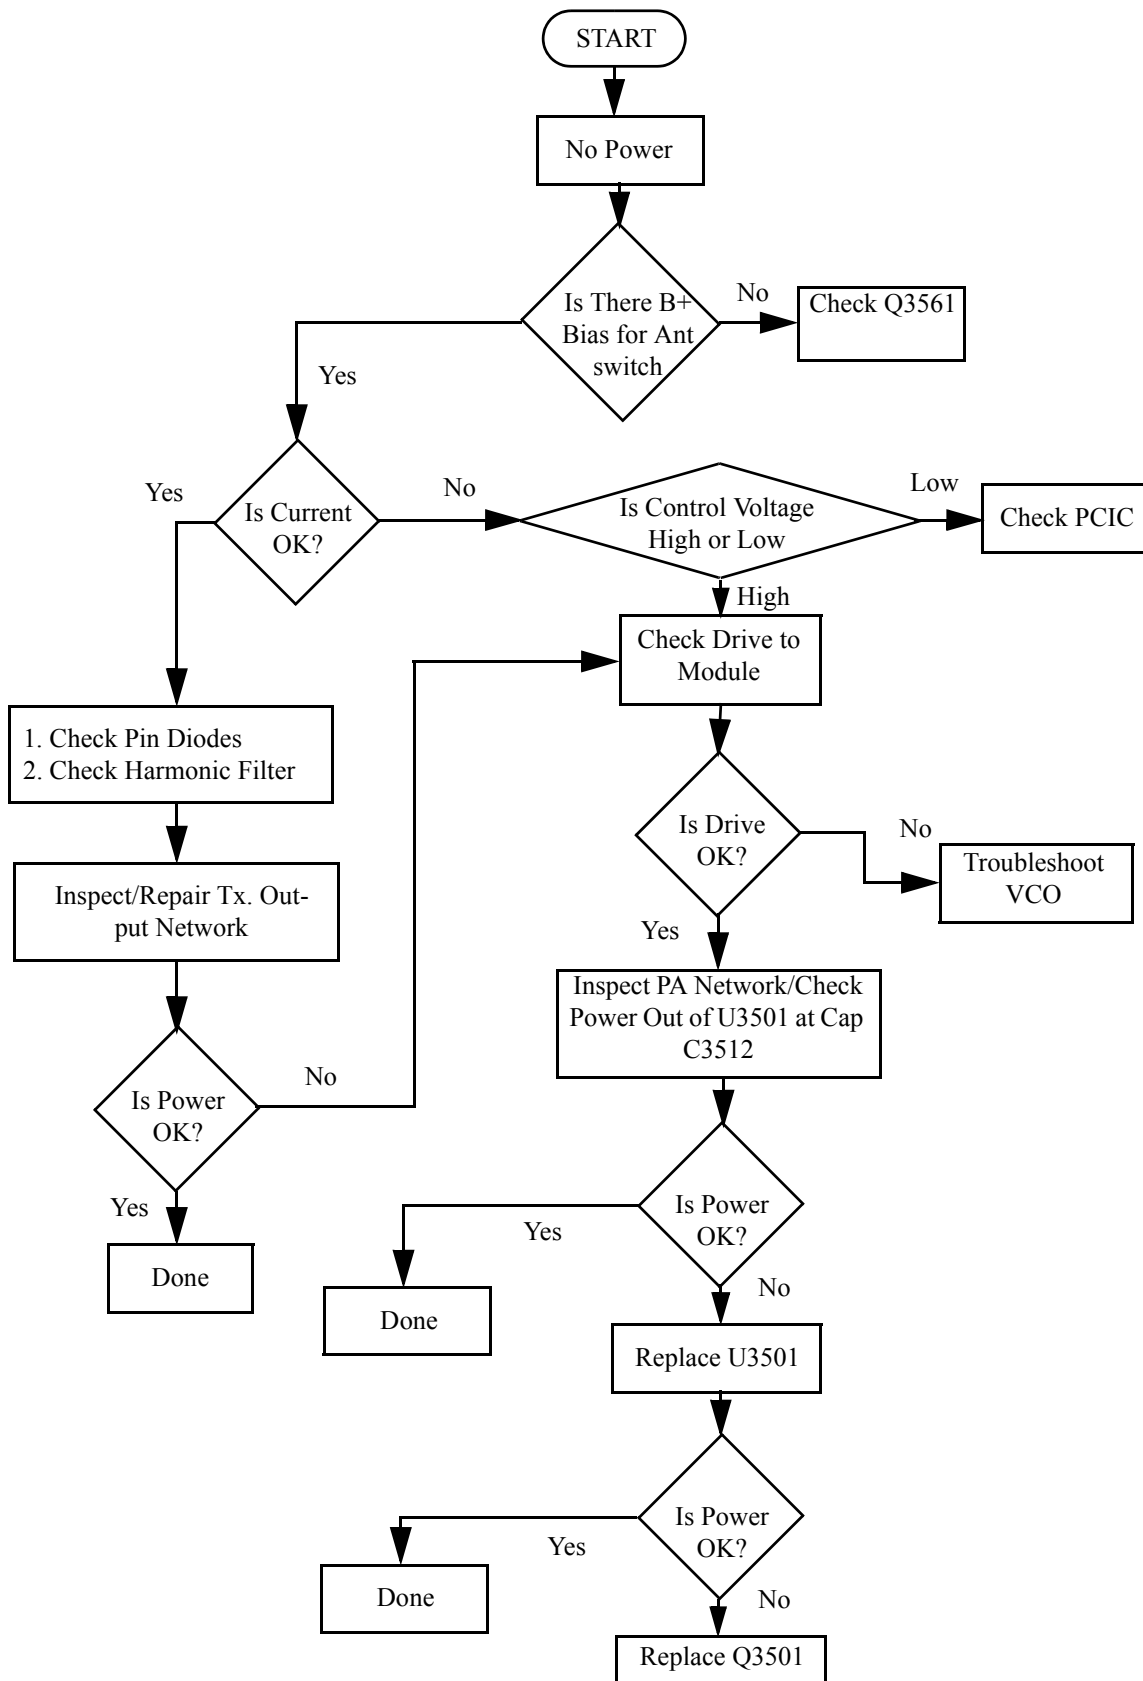 START
No Power
Is There B+
Bias for Ant
switch
No
Check Q3561
Yes
Is Current
OK?
Yes
No
Is Control Voltage
High or Low
Low
Check PCIC
High
Check Drive to
Module
1. Check Pin Diodes
2. Check Harmonic Filter
Is Drive
OK?
No
Troubleshoot
VCO
Inspect/Repair Tx. Out-
put Network
Yes
Inspect PA Network/Check
Power Out of U3501 at Cap
C3512
Is Power
OK?
No
Yes
Done
Is Power
OK?
Yes
Done
No
Replace U3501
Is Power
OK?
Yes
Done
No
Replace Q3501